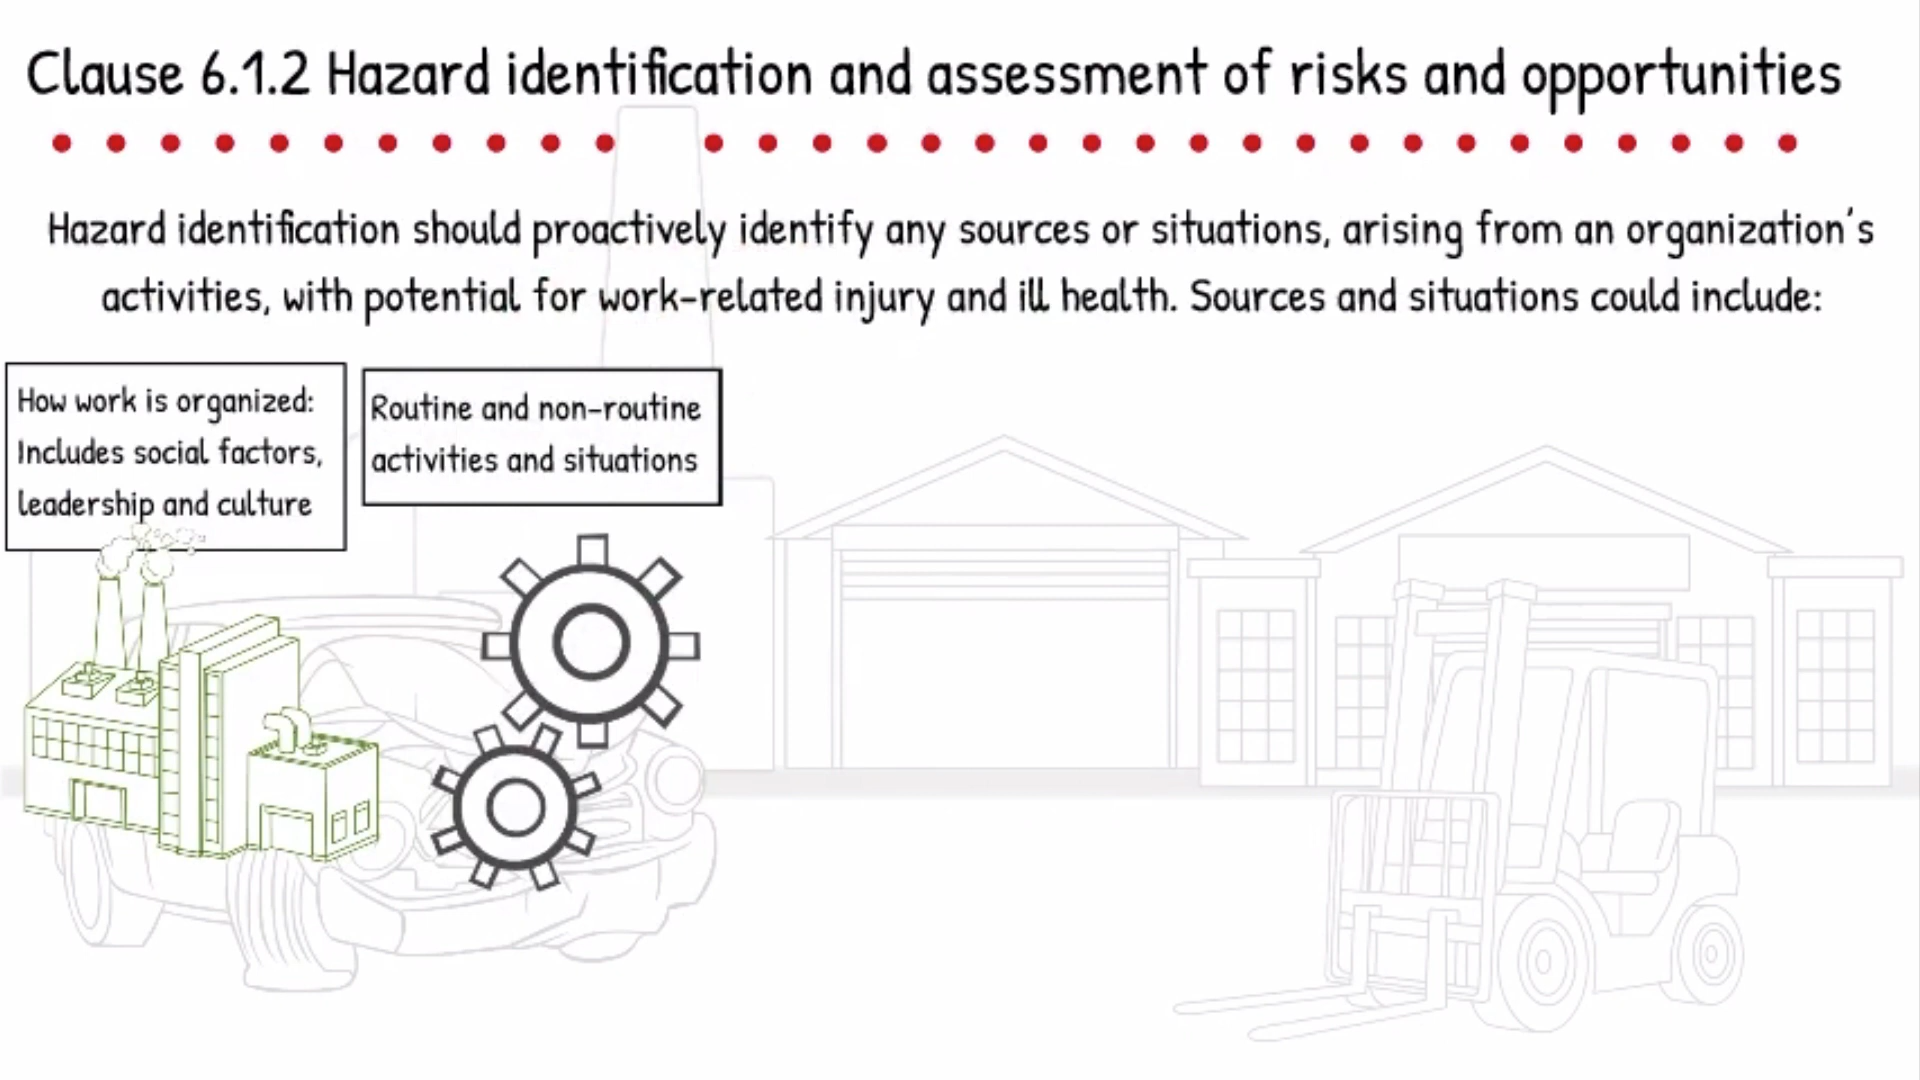 Clause 6.1.2 Hazard identification and assessment of risks and opportunities
Hazard identification should proactively identify any sources or situations, arising from an organization's
activities, with potential for work-related injury and ill health. Sources and situations could include:
How work is organized:
Includes social factors,
leadership and culture
Routine and non-routine
activities and situations